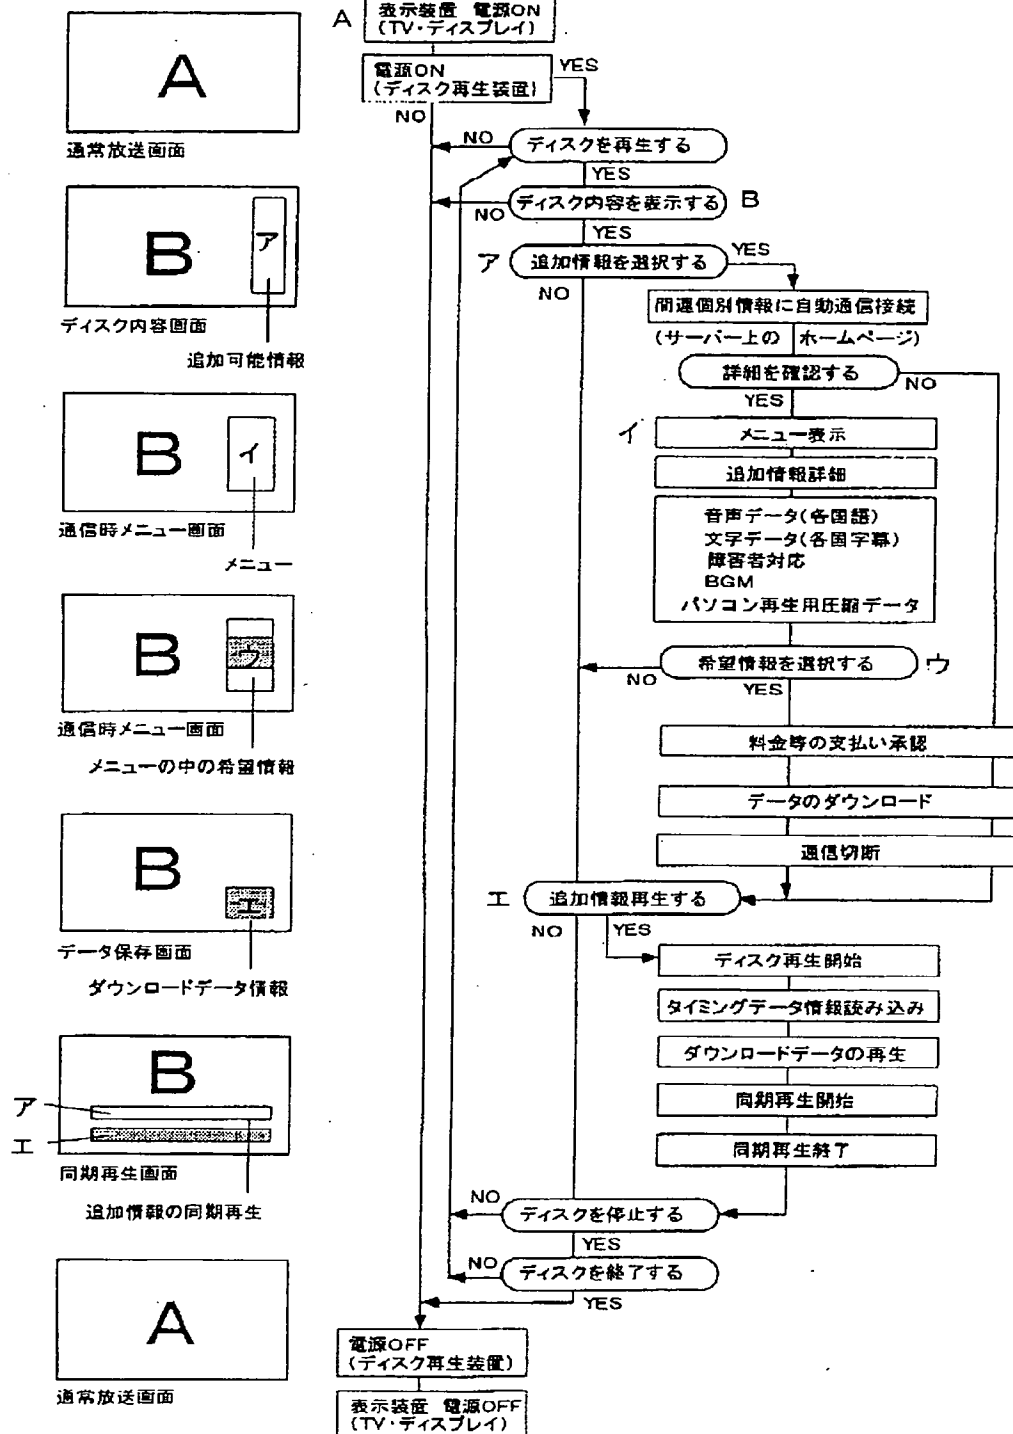 A
通常放送画面
B
ア
ディスク内容画面
追加可能情報
B
イ
通信時メニュー画面
メニュー
B
ウ
通信時メニュー画面
メニューの中の希望情報
B
エ
データ保存画面
ダウンロードデータ情報
B
ア
エ
同期再生画面
追加情報の同期再生
A
通常放送画面
A
表示装置 電源ON
(TV・ディスプレイ)
電源ON
(ディスク再生装置)
YES
NO
NO
ディスクを再生する
YES
ディスク内容を表示する
B
NO
YES
ア
追加情報を選択する
YES
NO
関連個別情報に自動通信接続
(サーバー上の ホームページ)
詳細を確認する
NO
YES
イ
メニュー表示
追加情報詳細
音声データ(各国語)
文字データ(各国字幕)
障害者対応
BGM
パソコン再生用圧縮データ
希望情報を選択する
ウ
NO
YES
料金等の支払い承認
データのダウンロード
通信切断
エ
追加情報再生する
NO
YES
ディスク再生開始
タイミングデータ情報読み込み
ダウンロードデータの再生
同期再生開始
同期再生終了
NO
ディスクを停止する
YES
NO
ディスクを終了する
YES
電源OFF
(ディスク再生装置)
表示装置 電源OFF
(TV・ディスプレイ)